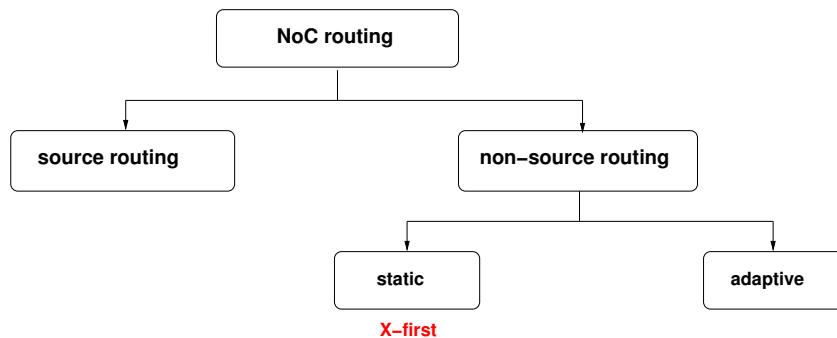 NoC routing
source routing
non−source routing
static
adaptive
X−first